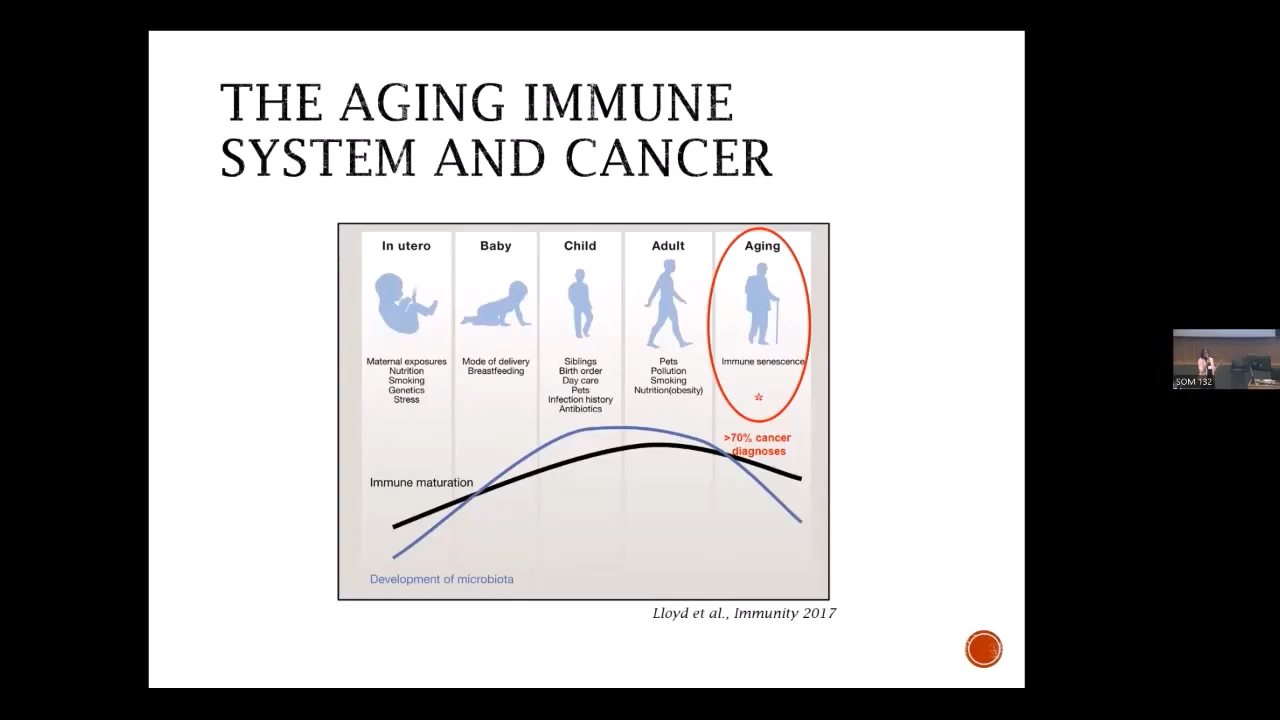 THE AGING IMMUNE
SYSTEM AND CANCER
In utero
Maternal exposures
Nutrition
Smoking
Genetics
Stress
Baby
Mode of delivery
Breastfeeding
Child
Siblings
Birth order
Day care
Pets
Infection history
Antibiotics
Adult
Pets
Pollution
Smoking
Nutrition(obesity)
Aging
Immune senescence
*
>70% cancer
diagnoses
Immune maturation
Development of microbiota
Lloyd et al., Immunity 2017
SOM 132